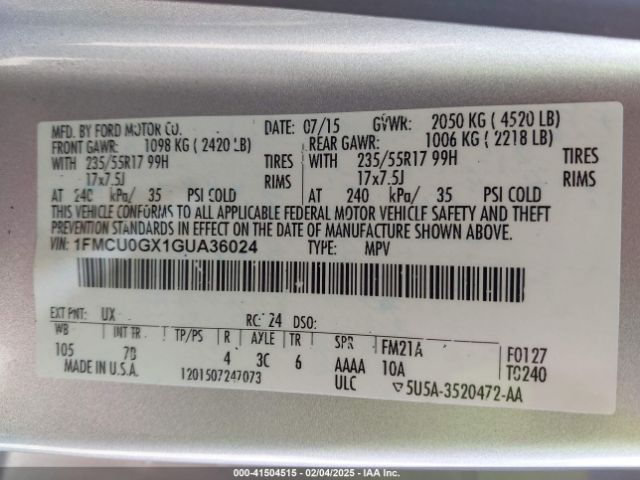 MFD. BY FORD MOTOR CO. DATE: 07/15 GVWR: 2050 KG ( 4520 LB)
FRONT GAWR: 1098 KG ( 2420 LB) REAR GAWR: 1006 KG ( 2218 LB)
WITH 235/55R17 99H TIRES WITH 235/55R17 99H TIRES
17x7.5J RIMS 17x7.5J RIMS
AT 240 kPa/ 35 PSI COLD AT 240 kPa/ 35 PSI COLD
THIS VEHICLE CONFORMS TO ALL APPLICABLE FEDERAL MOTOR VEHICLE SAFETY AND THEFT
PREVENTION STANDARDS IN EFFECT ON THE DATE OF MANUFACTURE SHOWN ABOVE.
VIN: 1FMCU0GX1GUA36024 TYPE: MPV
EXT PNT: UX RC: 24 DSO:
WB INT TR TP/PS R AXLE TR SPR FM21A F0127
105 7B 4 3C 6 AAAA 10A T0240
MADE IN U.S.A. 1201507247073 ULC ▽5U5A-3520472-AA
000-41504515 - 02/04/2025 - IAA Inc.